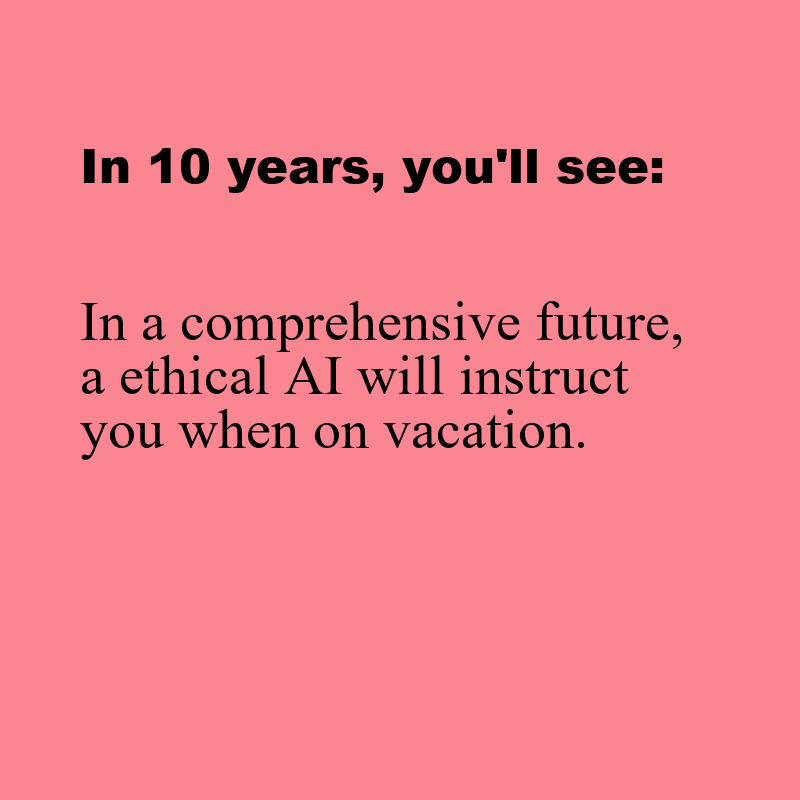 In 10 years, you'll see:
In a comprehensive future,
a ethical AI will instruct
you when on vacation.